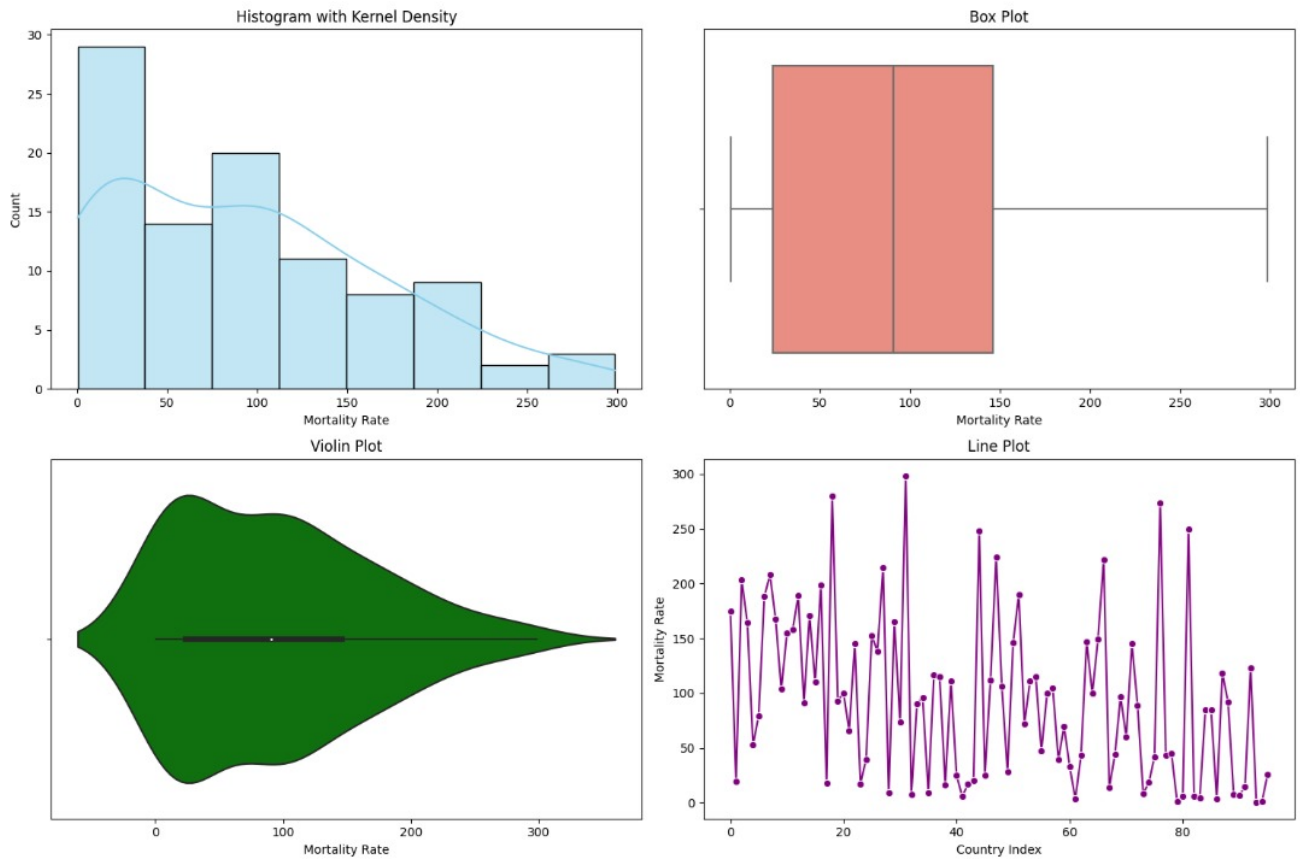 Histogram with Kernel Density
30
25
20
15
10
5
0
Count
0 50 100 150 200 250 300
Mortality Rate
Box Plot
0 50 100 150 200 250 300
Mortality Rate
Violin Plot
0 100 200 300
Mortality Rate
Line Plot
300
250
200
150
100
50
0
Mortality Rate
0 20 40 60 80
Country Index